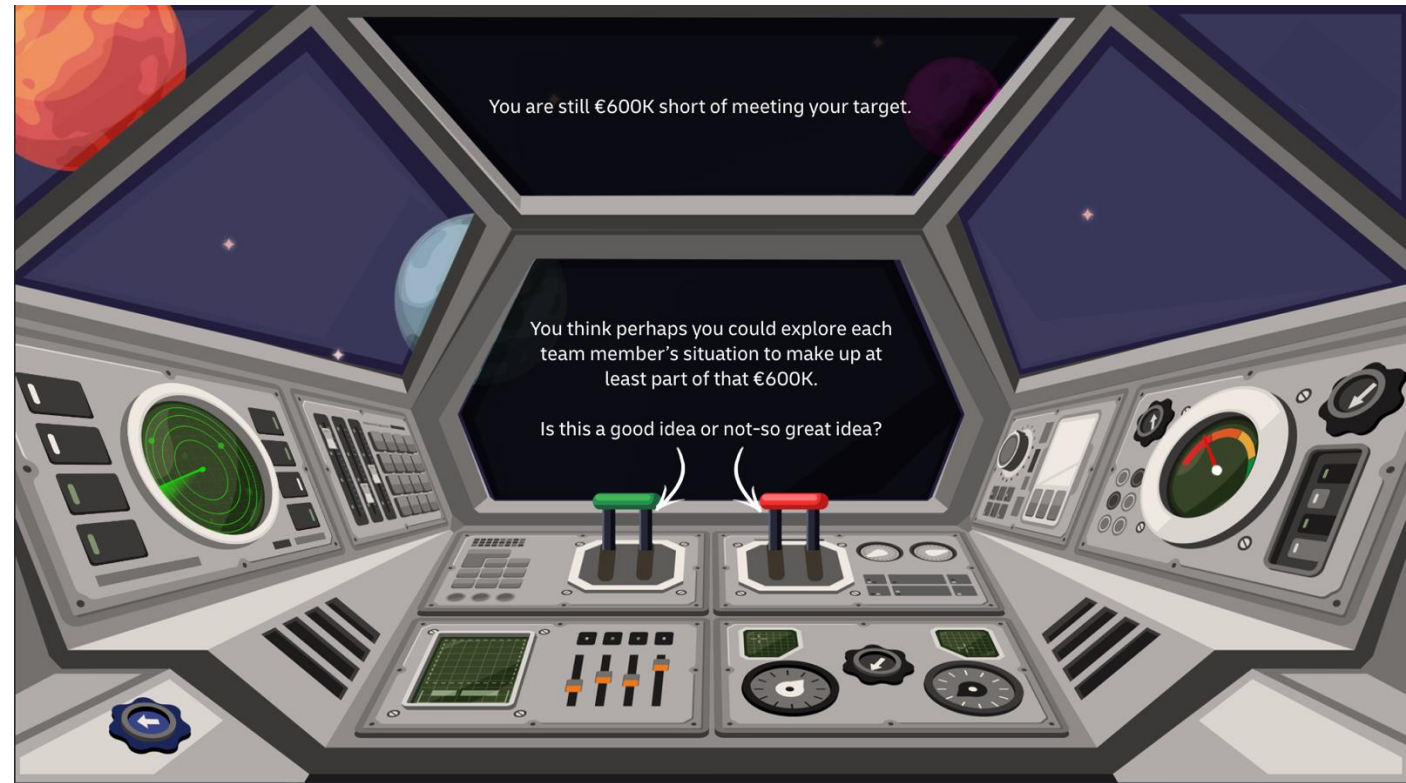 You are still €600K short of meeting your target.
You think perhaps you could explore each
team member’s situation to make up at
least part of that €600K.
Is this a good idea or not-so great idea?